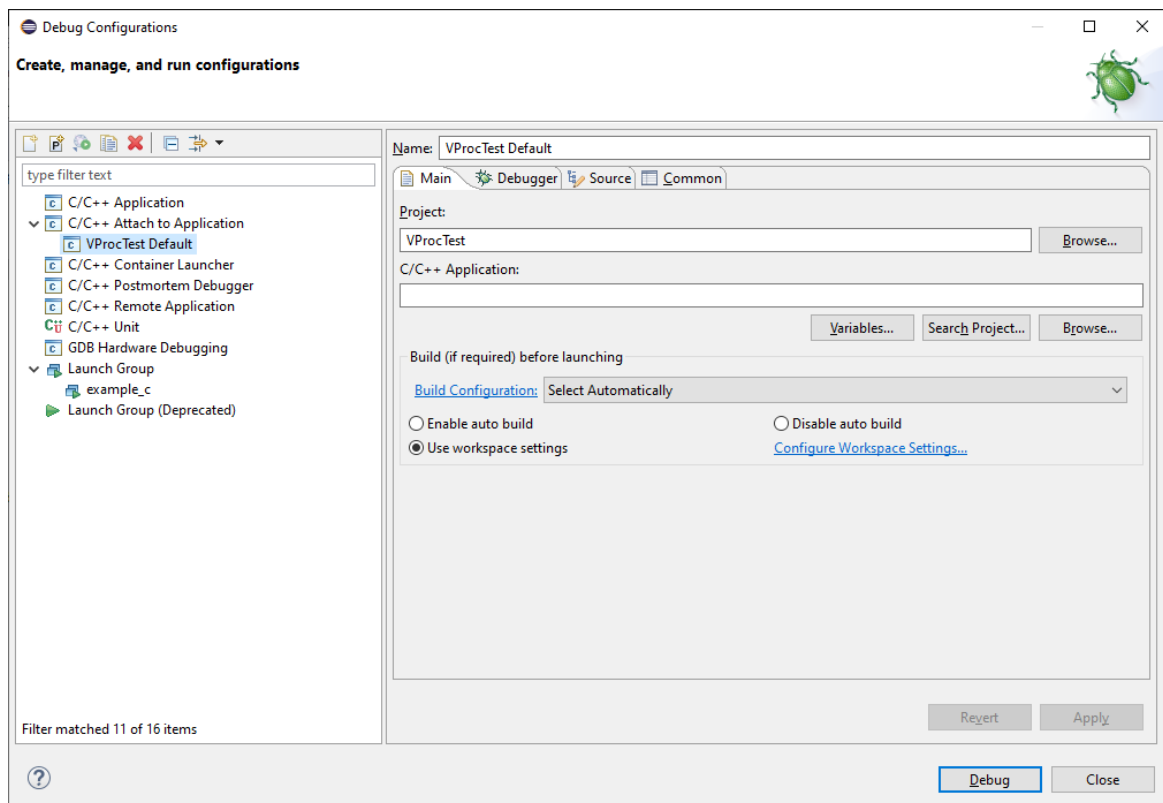 Debug Configurations
Create, manage, and run configurations
type filter text
C/C++ Application
C/C++ Attach to Application
VProcTest Default
C/C++ Container Launcher
C/C++ Postmortem Debugger
C/C++ Remote Application
C/C++ Unit
GDB Hardware Debugging
Launch Group
example_c
Launch Group (Deprecated)
Filter matched 11 of 16 items
Name: VProcTest Default
Main Debugger Source Common
Project:
VProcTest Browse...
C/C++ Application:
Variables... Search Project... Browse...
Build (if required) before launching
Build Configuration: Select Automatically
Enable auto build Disable auto build
Use workspace settings Configure Workspace Settings...
Revert Apply
? Debug Close